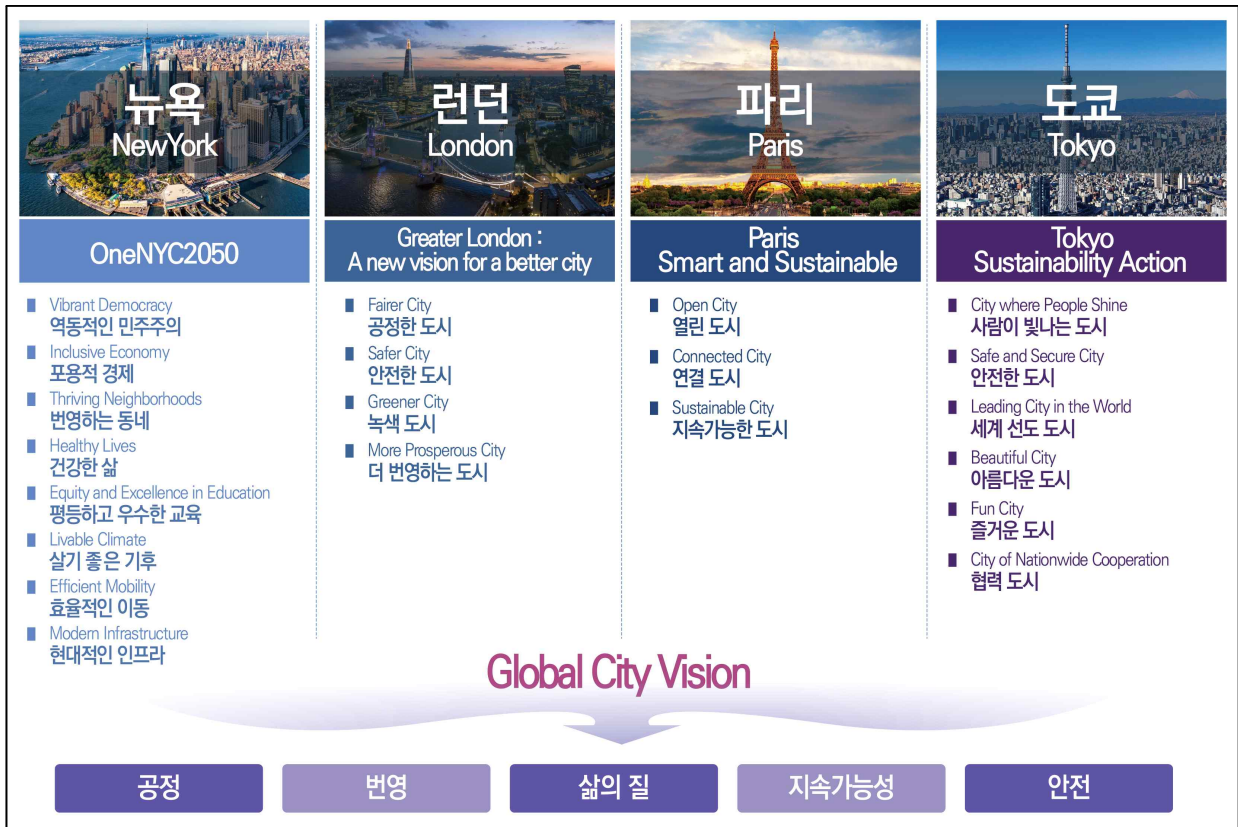 뉴욕
NewYork
OneNYC2050
Vibrant Democracy
역동적인 민주주의
Inclusive Economy
포용적 경제
Thriving Neighborhoods
번영하는 동네
Healthy Lives
건강한 삶
Equity and Excellence in Education
평등하고 우수한 교육
Livable Climate
살기 좋은 기후
Efficient Mobility
효율적인 이동
Modern Infrastructure
현대적인 인프라
런던
London
Greater London :
A new vision for a better city
Fairer City
공정한 도시
Safer City
안전한 도시
Greener City
녹색 도시
More Prosperous City
더 번영하는 도시
파리
Paris
Paris
Smart and Sustainable
Open City
열린 도시
Connected City
연결 도시
Sustainable City
지속가능한 도시
도쿄
Tokyo
Tokyo
Sustainability Action
City where People Shine
사람이 빛나는 도시
Safe and Secure City
안전한 도시
Leading City in the World
세계 선도 도시
Beautiful City
아름다운 도시
Fun City
즐거운 도시
City of Nationwide Cooperation
협력 도시
Global City Vision
공정
번영
삶의 질
지속가능성
안전